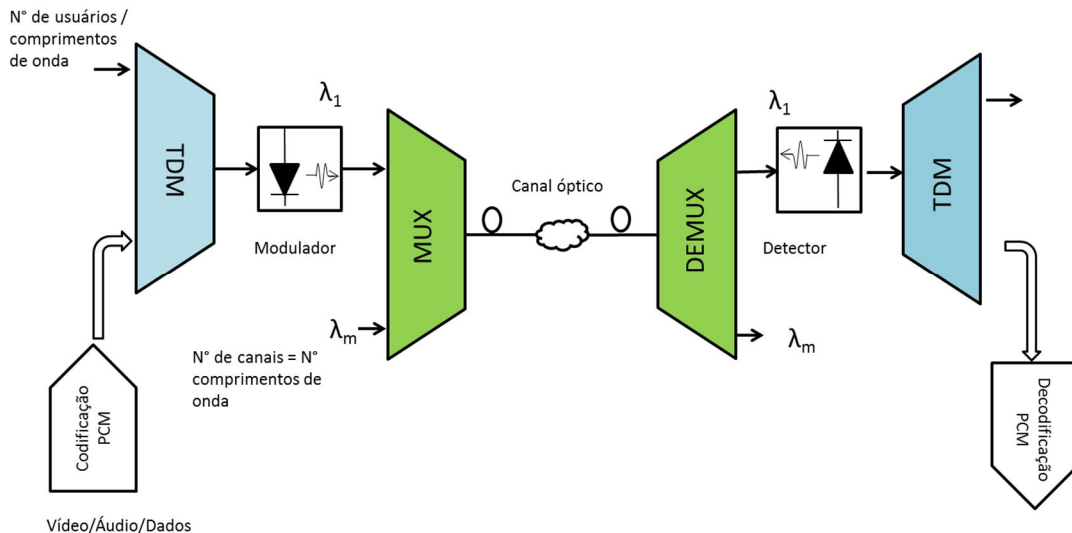 N° de usuários /
comprimentos
de onda
TDM
Codificação
PCM
Vídeo/Áudio/Dados
λ1
Modulador
λm
N° de canais = N°
comprimentos de
onda
MUX
Canal óptico
DEMUX
λ1
Detector
λm
TDM
Decodificação
PCM